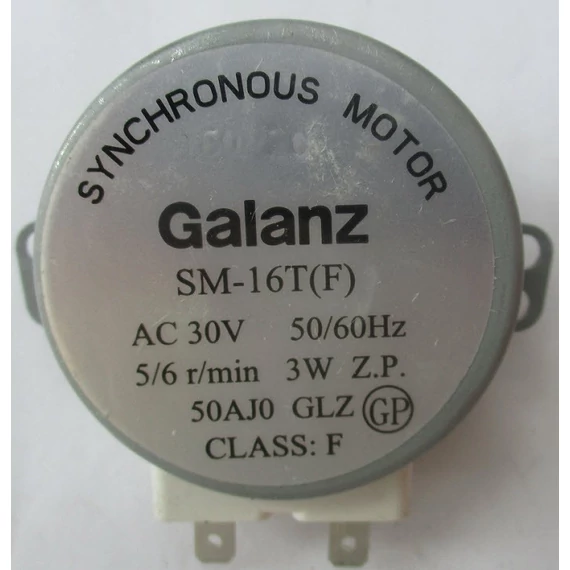 SYNCHRONOUS MOTOR
Galanz
SM-16T(F)
AC 30V 50/60Hz
5/6 r/min 3W Z.P.
50AJ0 GLZ GP
CLASS: F